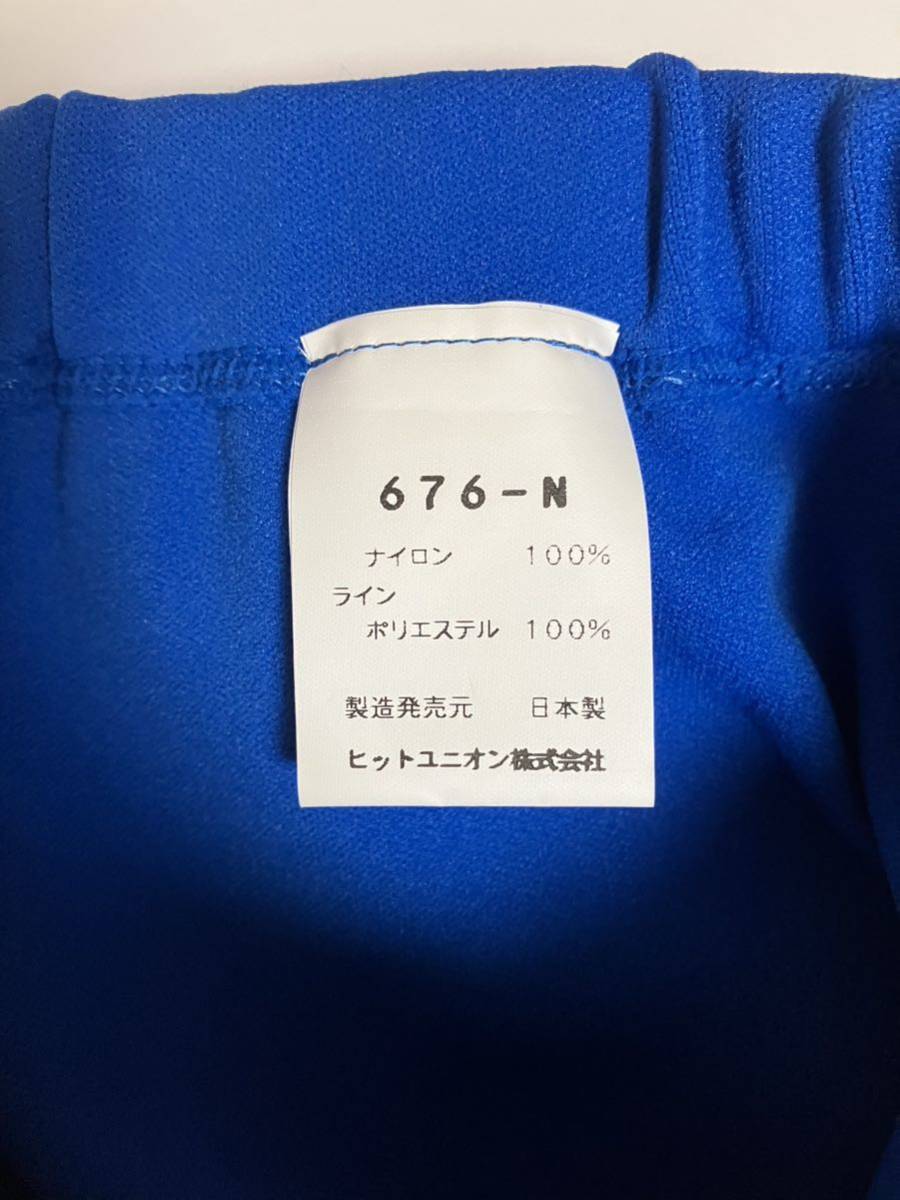 676-N
ナイロン 100%
ライン
ポリエステル 100%
製造発売元 日本製
ヒットユニオン株式会社